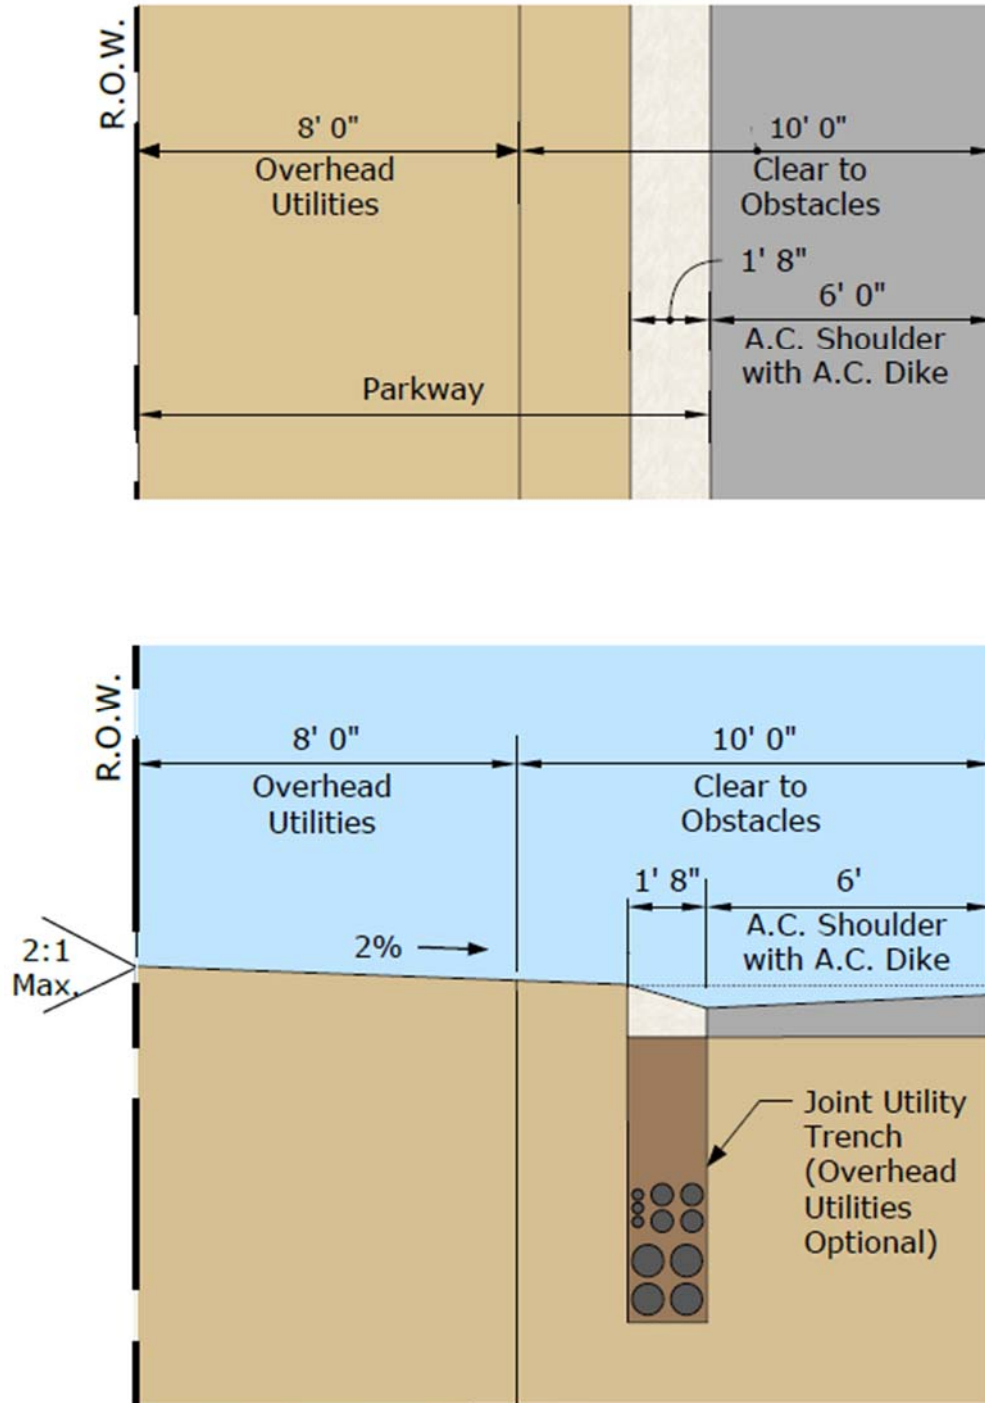 R.O.W.
8' 0"
Overhead
Utilities
10' 0"
Clear to
Obstacles
1' 8"
6' 0"
A.C. Shoulder
with A.C. Dike
Parkway
R.O.W.
8' 0"
Overhead
Utilities
10' 0"
Clear to
Obstacles
1' 8"
6'
A.C. Shoulder
with A.C. Dike
2%
2:1
Max.
Joint Utility
Trench
(Overhead
Utilities
Optional)